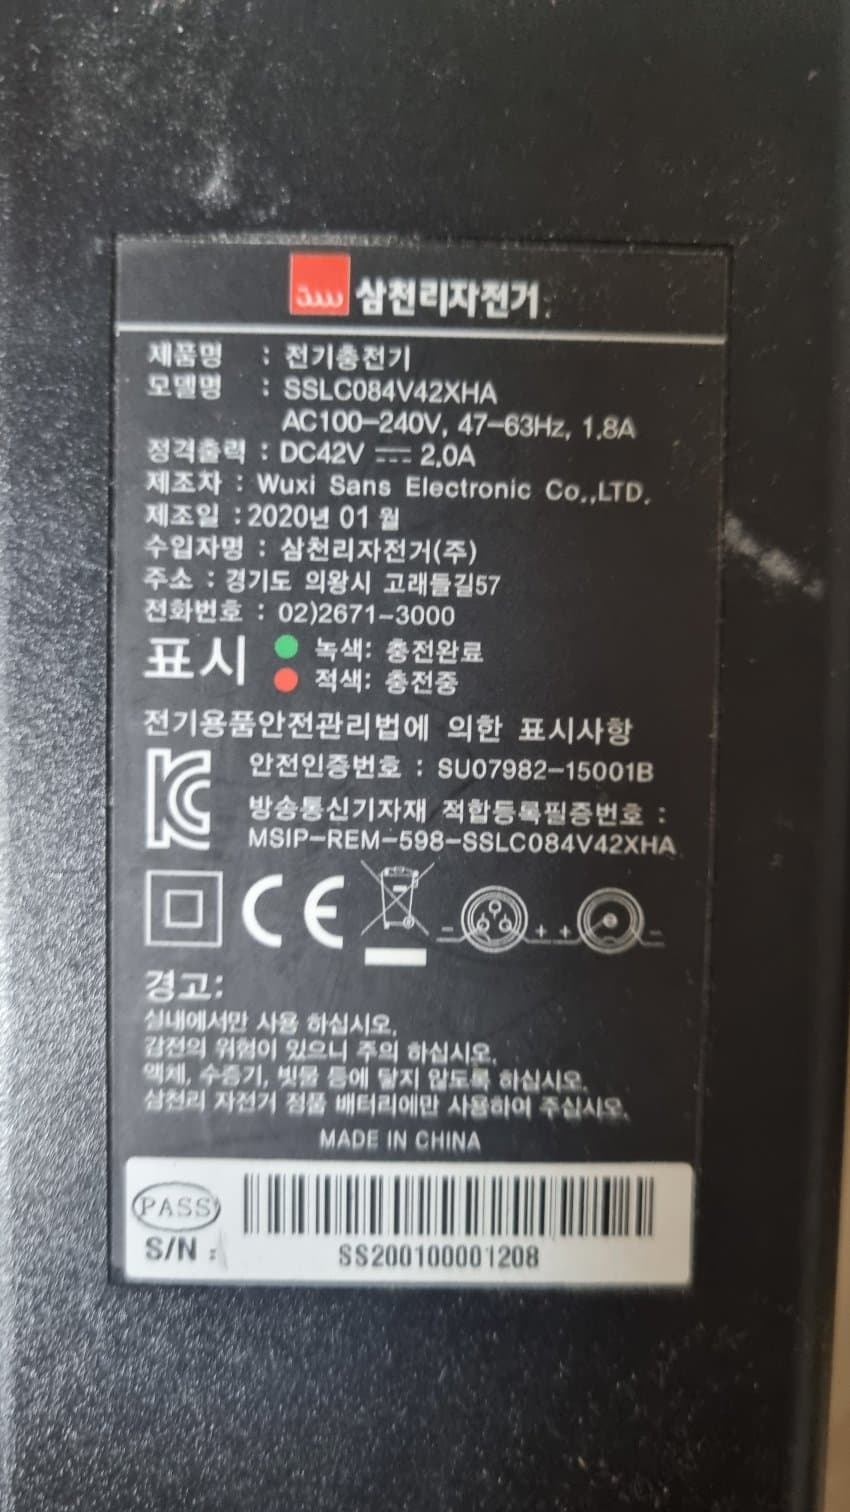 삼천리자전거
제품명 : 전기충전기
모델명 : SSLC084V42XHA
AC100-240V, 47-63Hz, 1.8A
정격출력 : DC42V ⎓ 2.0A
제조자 : Wuxi Sans Electronic Co.,LTD.
제조일 : 2020년 01월
수입자명 : 삼천리자전거(주)
주소 : 경기도 의왕시 고래들길57
전화번호 : 02)2671-3000
표시 녹색: 충전완료
적색: 충전중
전기용품안전관리법에 의한 표시사항
안전인증번호 : SU07982-15001B
방송통신기자재 적합등록필증번호 :
MSIP-REM-598-SSLC084V42XHA
CE - + + -
경고:
실내에서만 사용 하십시오.
감전의 위험이 있으니 주의 하십시오.
액체, 수증기, 빗물 등에 닿지 않도록 하십시오.
삼천리 자전거 정품 배터리에만 사용하여 주십시오.
MADE IN CHINA
PASS
S/N : SS200100001208